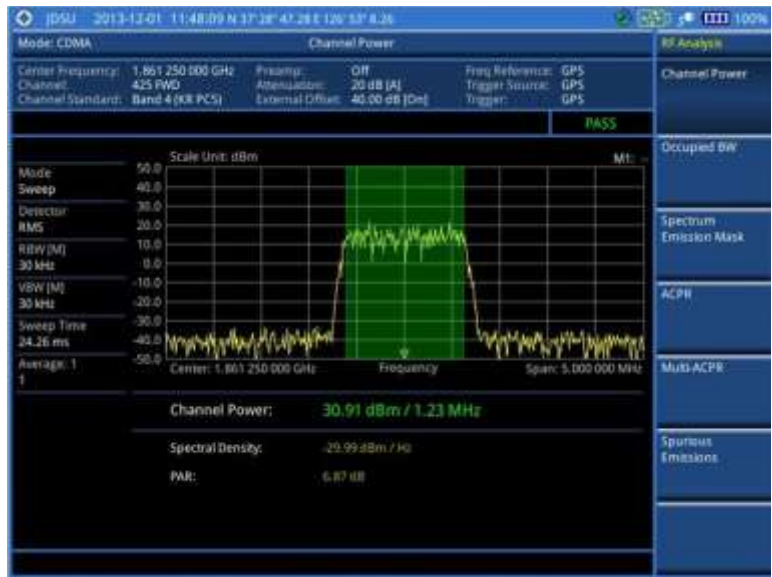 JDSU 2013-12-01 11:48:09 N 37° 28' 47.28 E 126° 53' 8.26 100%
Mode: CDMA Channel Power RF Analysis
Center Frequency: 1.861 250 000 GHz Preamp: Off Freq Reference: GPS
Channel: 425 FWD Attenuation: 20 dB [A] Trigger Source: GPS
Channel Standard: Band 4 (KR PCS) External Offset: 40.00 dB [On] Trigger: GPS
Channel Power
PASS
Occupied BW
Scale Unit: dBm M1: --
Mode
Sweep
Detector
RMS
RBW [M]
30 kHz
VBW [M]
30 kHz
Sweep Time
24.26 ms
Average: 1
1
50.0
40.0
30.0
20.0
10.0
0.0
-10.0
-20.0
-30.0
-40.0
-50.0
Center: 1.861 250 000 GHz Frequency Span: 5.000 000 MHz
Spectrum
Emission Mask
ACPR
Multi-ACPR
Channel Power: 30.91 dBm / 1.23 MHz
Spectral Density: -29.99 dBm / Hz
PAR: 6.87 dB
Spurious
Emissions